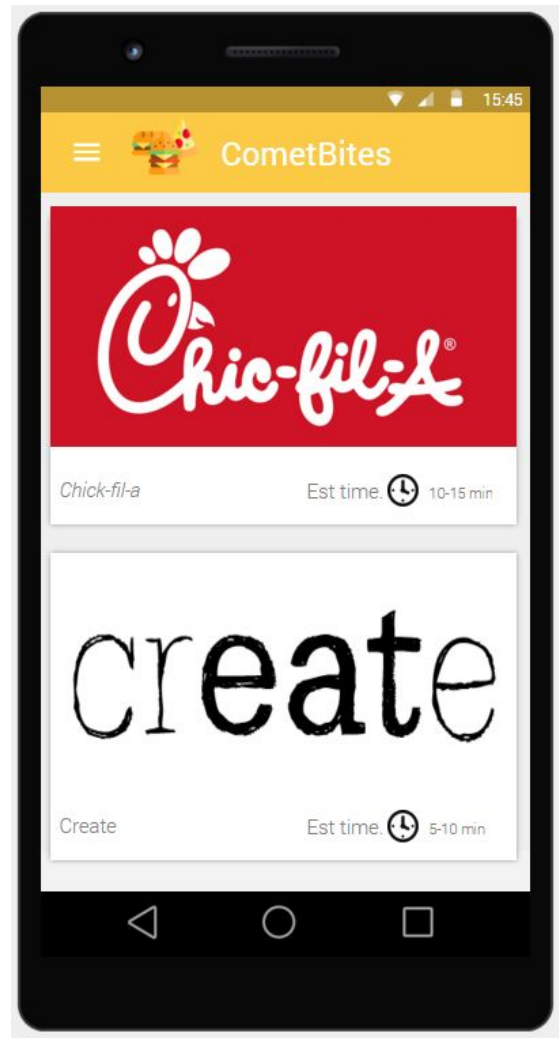 15:45
CometBites
Chic-fil-A®
Chick-fil-a Est time. 10-15 min
create
Create Est time. 5-10 min